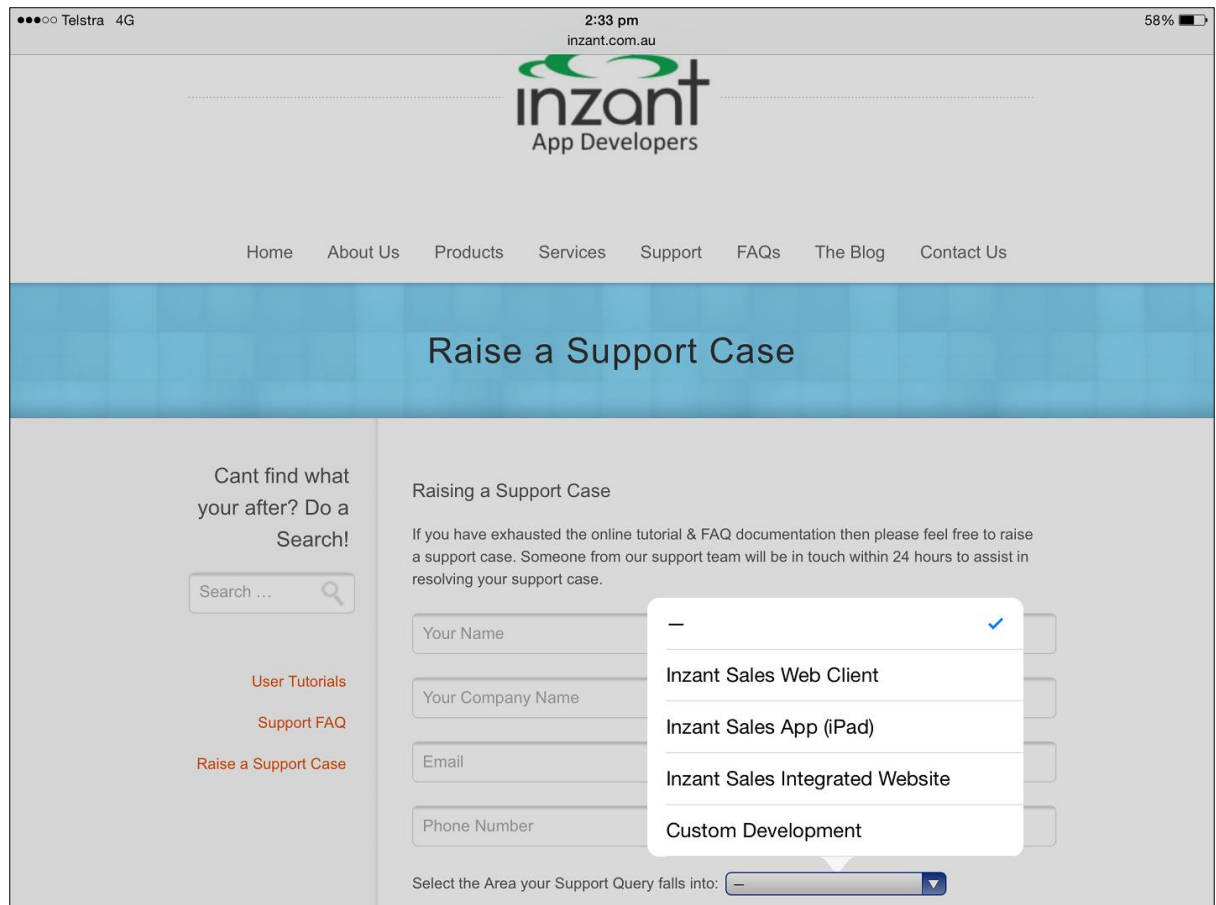 Telstra 4G
2:33 pm
58%
inzant.com.au
inzant
App Developers
Home About Us Products Services Support FAQs The Blog Contact Us
Raise a Support Case
Cant find what
your after? Do a
Search!
Search ...
User Tutorials
Support FAQ
Raise a Support Case
Raising a Support Case
If you have exhausted the online tutorial & FAQ documentation then please feel free to raise
a support case. Someone from our support team will be in touch within 24 hours to assist in
resolving your support case.
Your Name
Your Company Name
Email
Phone Number
—
Inzant Sales Web Client
Inzant Sales App (iPad)
Inzant Sales Integrated Website
Custom Development
Select the Area your Support Query falls into: —